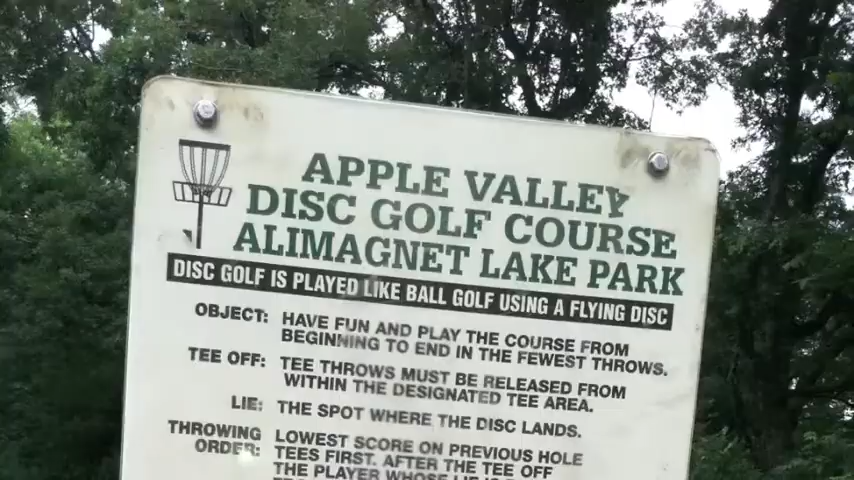 APPLE VALLEY
DISC GOLF COURSE
ALIMAGNET LAKE PARK
DISC GOLF IS PLAYED LIKE BALL GOLF USING A FLYING DISC
OBJECT: HAVE FUN AND PLAY THE COURSE FROM
BEGINNING TO END IN THE FEWEST THROWS.
TEE OFF: TEE THROWS MUST BE RELEASED FROM
WITHIN THE DESIGNATED TEE AREA.
LIE: THE SPOT WHERE THE DISC LANDS.
THROWING ORDER: LOWEST SCORE ON PREVIOUS HOLE
TEES FIRST. AFTER THE TEE OFF
THE PLAYER WHOSE LIE IS